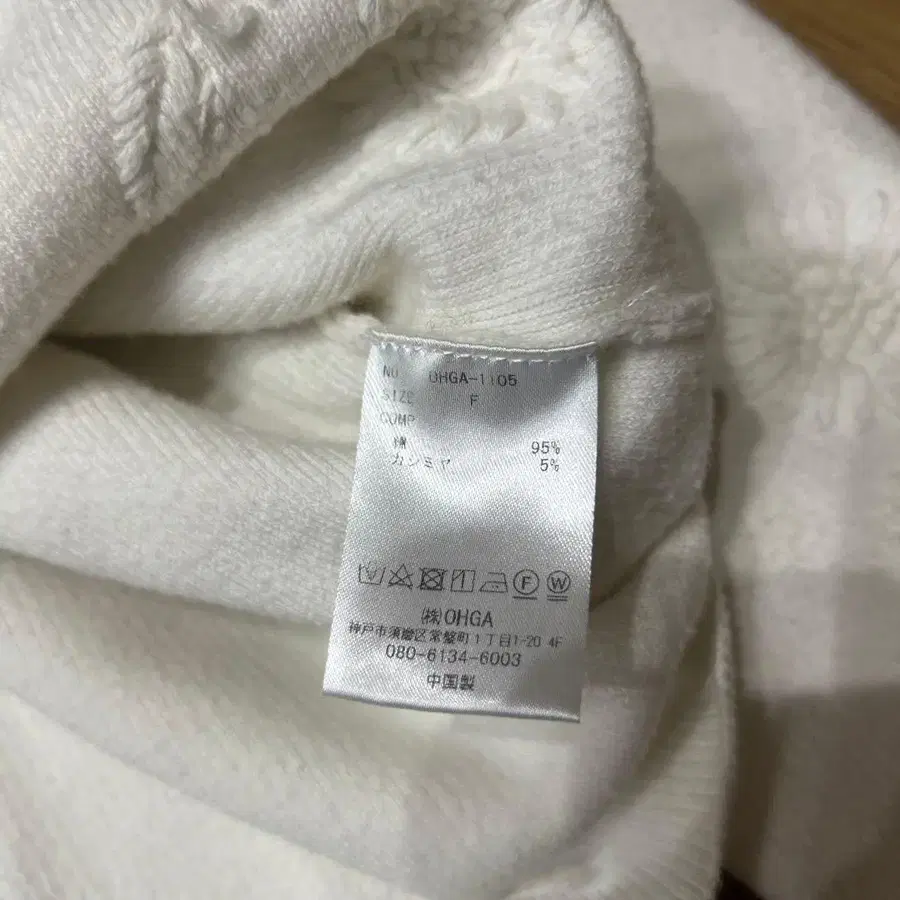 NO OHGA-1105
SIZE F
COMP
綿 95%
カシミヤ 5%
F W
㈱OHGA
神戸市須磨区常盤町1丁目1-20 4F
080-6134-6003
中国製